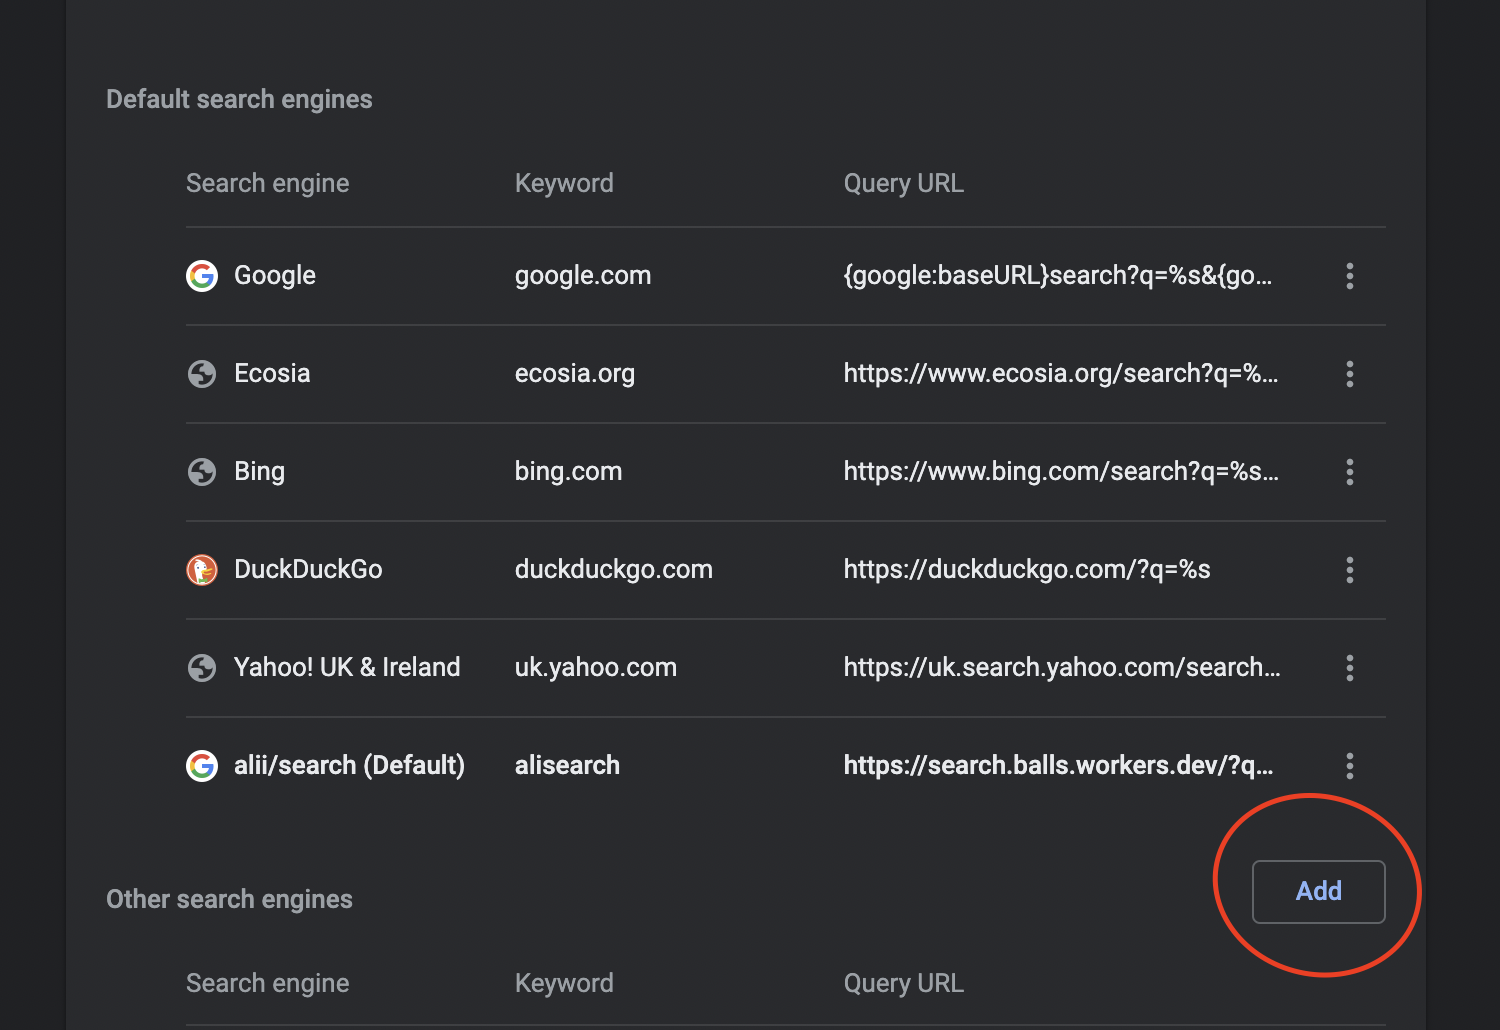 Default search engines
Search engine Keyword Query URL
Google google.com {google:baseURL}search?q=%s&{go...
Ecosia ecosia.org https://www.ecosia.org/search?q=%...
Bing bing.com https://www.bing.com/search?q=%s...
DuckDuckGo duckduckgo.com https://duckduckgo.com/?q=%s
Yahoo! UK & Ireland uk.yahoo.com https://uk.search.yahoo.com/search...
alii/search (Default) alisearch https://search.balls.workers.dev/?q...
Other search engines Add
Search engine Keyword Query URL